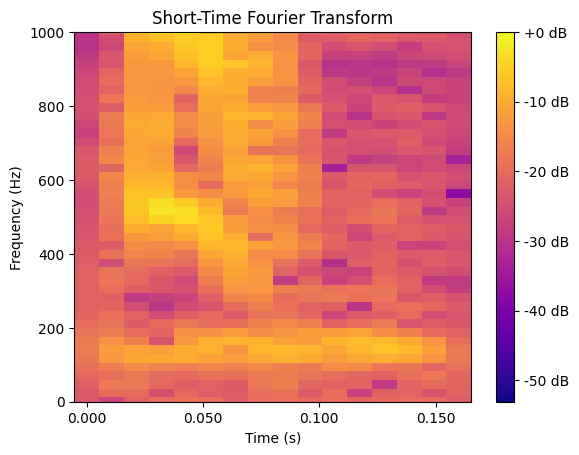 Short-Time Fourier Transform
1000
800
600
400
200
0
Frequency (Hz)
0.000
0.050
0.100
0.150
Time (s)
+0 dB
-10 dB
-20 dB
-30 dB
-40 dB
-50 dB